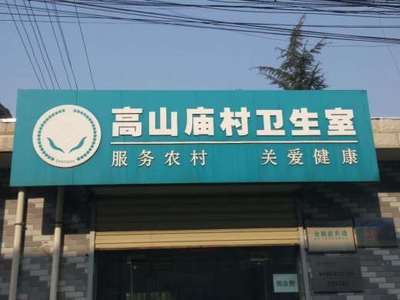 高山庙村卫生室
服务农村 关爱健康